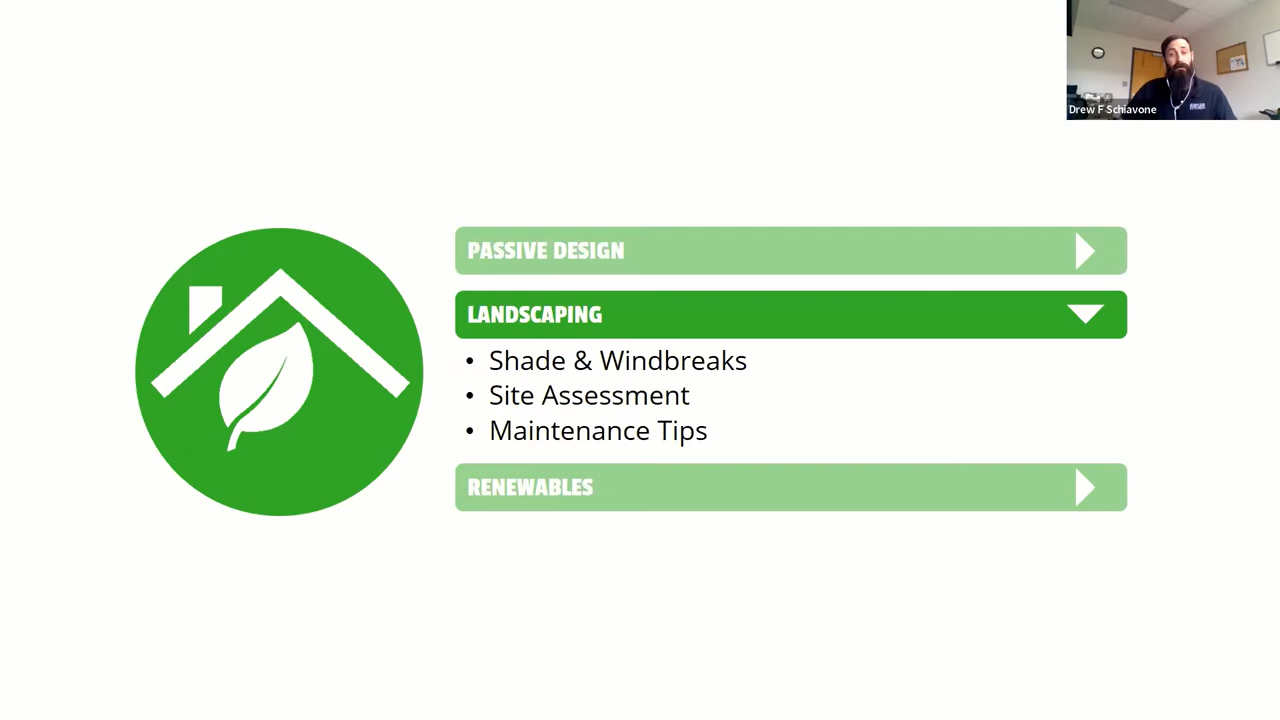 Drew F Schiavone
PASSIVE DESIGN
LANDSCAPING
• Shade & Windbreaks
• Site Assessment
• Maintenance Tips
RENEWABLES